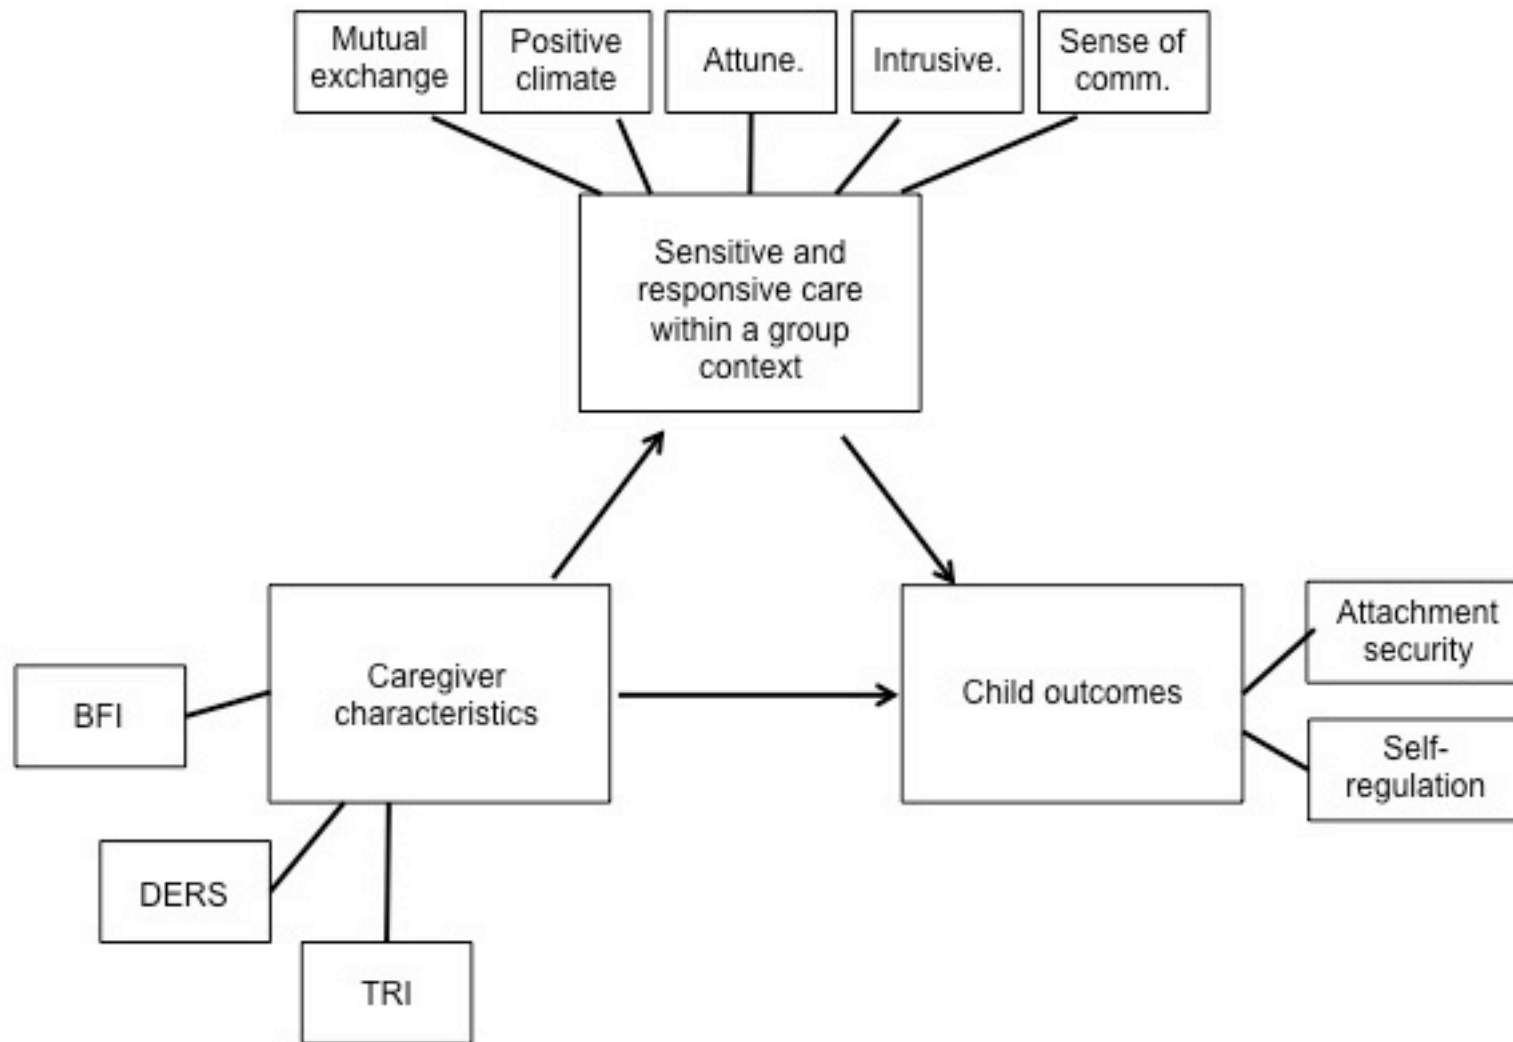 Mutual
exchange
Positive
climate
Attune.
Intrusive.
Sense of
comm.
Sensitive and
responsive care
within a group
context
Caregiver
characteristics
Child outcomes
Attachment
security
Self-
regulation
BFI
DERS
TRI